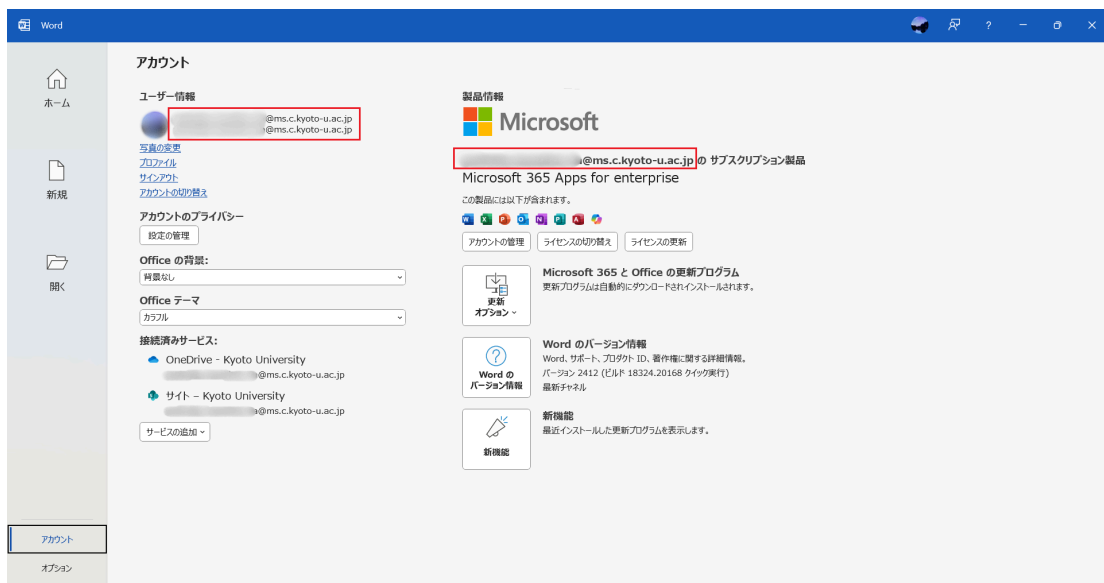 Word
?
アカウント
ホーム
新規
開く
アカウント
オプション
ユーザー情報
@ms.c.kyoto-u.ac.jp
@ms.c.kyoto-u.ac.jp
写真の変更
プロファイル
サインアウト
アカウントの切り替え
アカウントのプライバシー
設定の管理
Office の背景:
背景なし
Office テーマ
カラフル
接続済みサービス:
OneDrive - Kyoto University
@ms.c.kyoto-u.ac.jp
サイト – Kyoto University
@ms.c.kyoto-u.ac.jp
サービスの追加
製品情報
Microsoft
@ms.c.kyoto-u.ac.jp の サブスクリプション製品
Microsoft 365 Apps for enterprise
この製品には以下が含まれます。
アカウントの管理 ライセンスの切り替え ライセンスの更新
更新
オプション
Microsoft 365 と Office の更新プログラム
更新プログラムは自動的にダウンロードされインストールされます。
Word の
バージョン情報
Word のバージョン情報
Word、サポート、プロダクト ID、著作権に関する詳細情報。
バージョン 2412 (ビルド 18324.20168 クイック実行)
最新チャネル
新機能
新機能
最近インストールした更新プログラムを表示します。